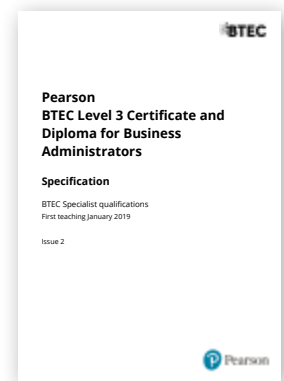 BTEC
Pearson
BTEC Level 3 Certificate and
Diploma for Business
Administrators
Specification
BTEC Specialist qualifications
First teaching January 2019
Issue 2
Pearson